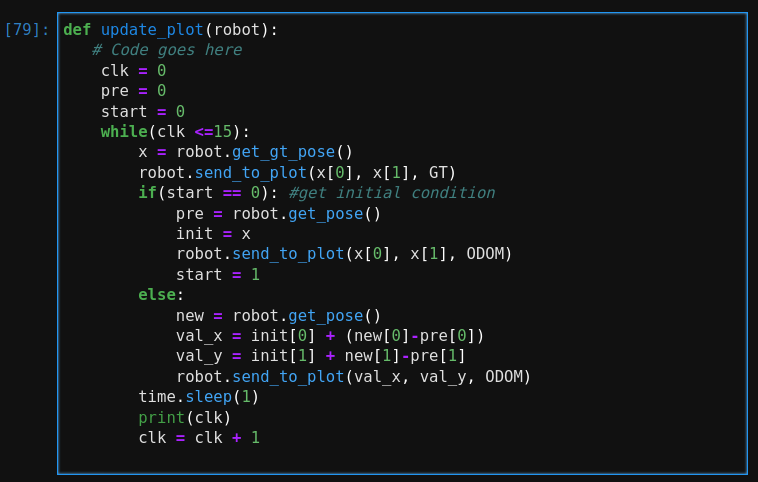 [79]: def update_plot(robot):
   # Code goes here
    clk = 0
    pre = 0
    start = 0
    while(clk <=15):
        x = robot.get_gt_pose()
        robot.send_to_plot(x[0], x[1], GT)
        if(start == 0): #get initial condition
            pre = robot.get_pose()
            init = x
            robot.send_to_plot(x[0], x[1], ODOM)
            start = 1
        else:
            new = robot.get_pose()
            val_x = init[0] + (new[0]-pre[0])
            val_y = init[1] + new[1]-pre[1]
            robot.send_to_plot(val_x, val_y, ODOM)
        time.sleep(1)
        print(clk)
        clk = clk + 1